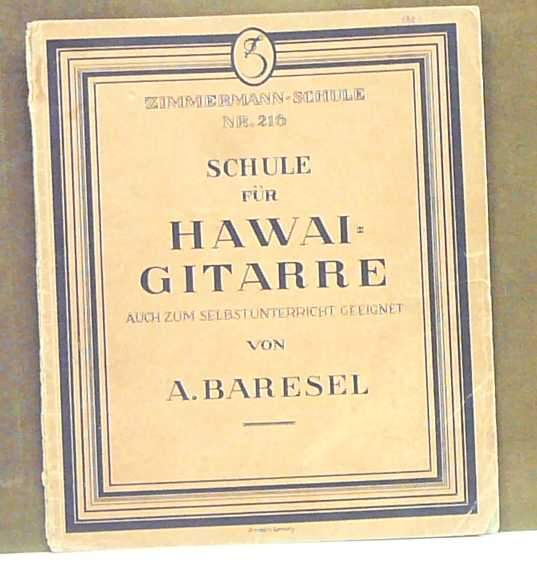 ZIMMERMANN-SCHULE
NR. 216
SCHULE
FÜR
HAWAI=
GITARRE
AUCH ZUM SELBSTUNTERRICHT GEEIGNET
VON
A. BARESEL